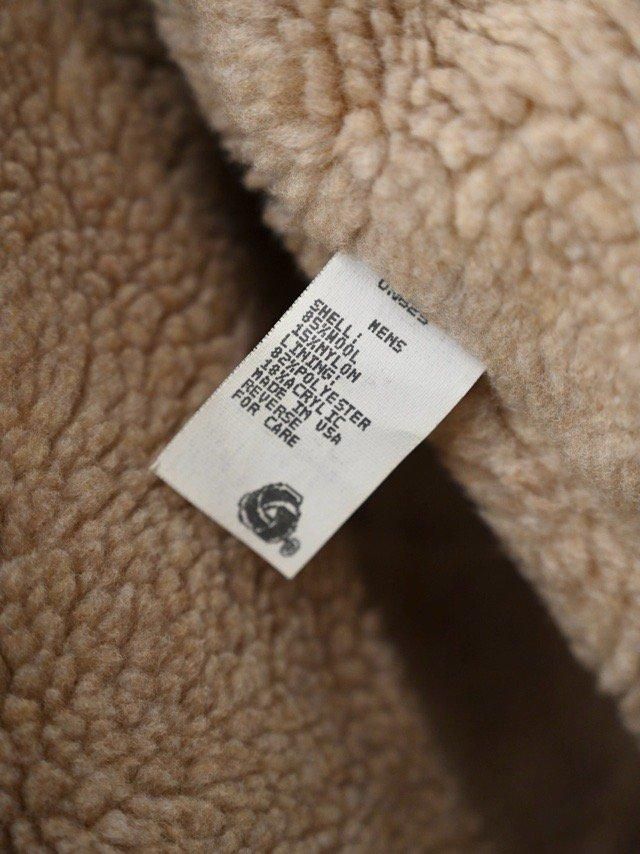 MENS
SHELL;
85%WOOL
15%NYLON
LINING;
82%POLYESTER
18%ACRYLIC
MADE IN USA
REVERSE
FOR CARE